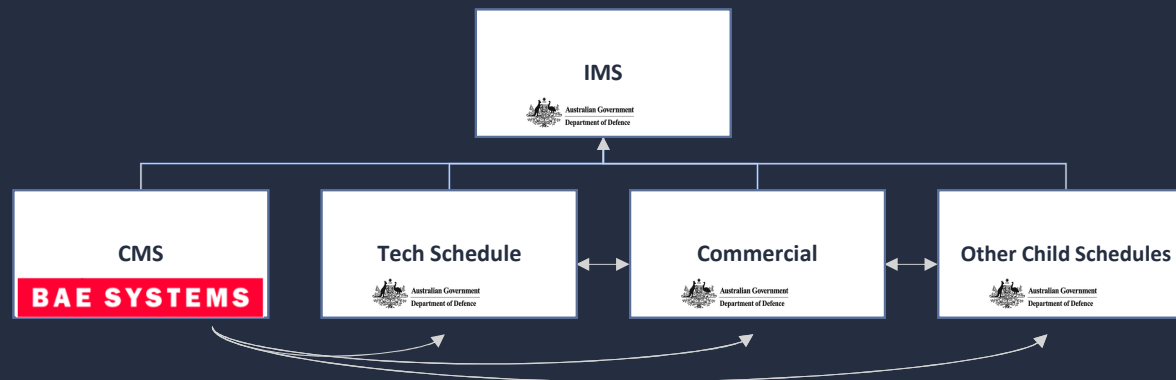 IMS
Australian Government
Department of Defence
CMS
BAE SYSTEMS
Tech Schedule
Australian Government
Department of Defence
Commercial
Australian Government
Department of Defence
Other Child Schedules
Australian Government
Department of Defence